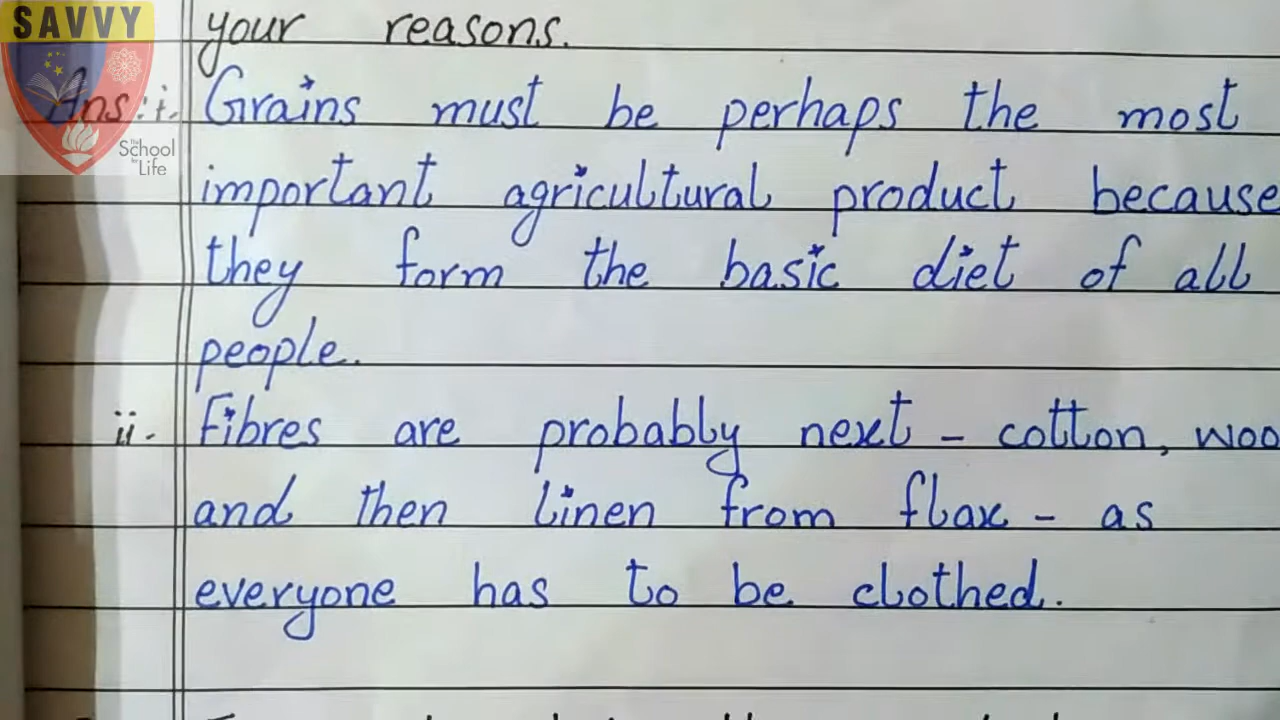 SAVVY
The School for Life
your reasons.
Ans: i. Grains must be perhaps the most
important agricultural product because
they form the basic diet of all
people.
ii. Fibres are probably next - cotton, woo
and then linen from flax - as
everyone has to be clothed.